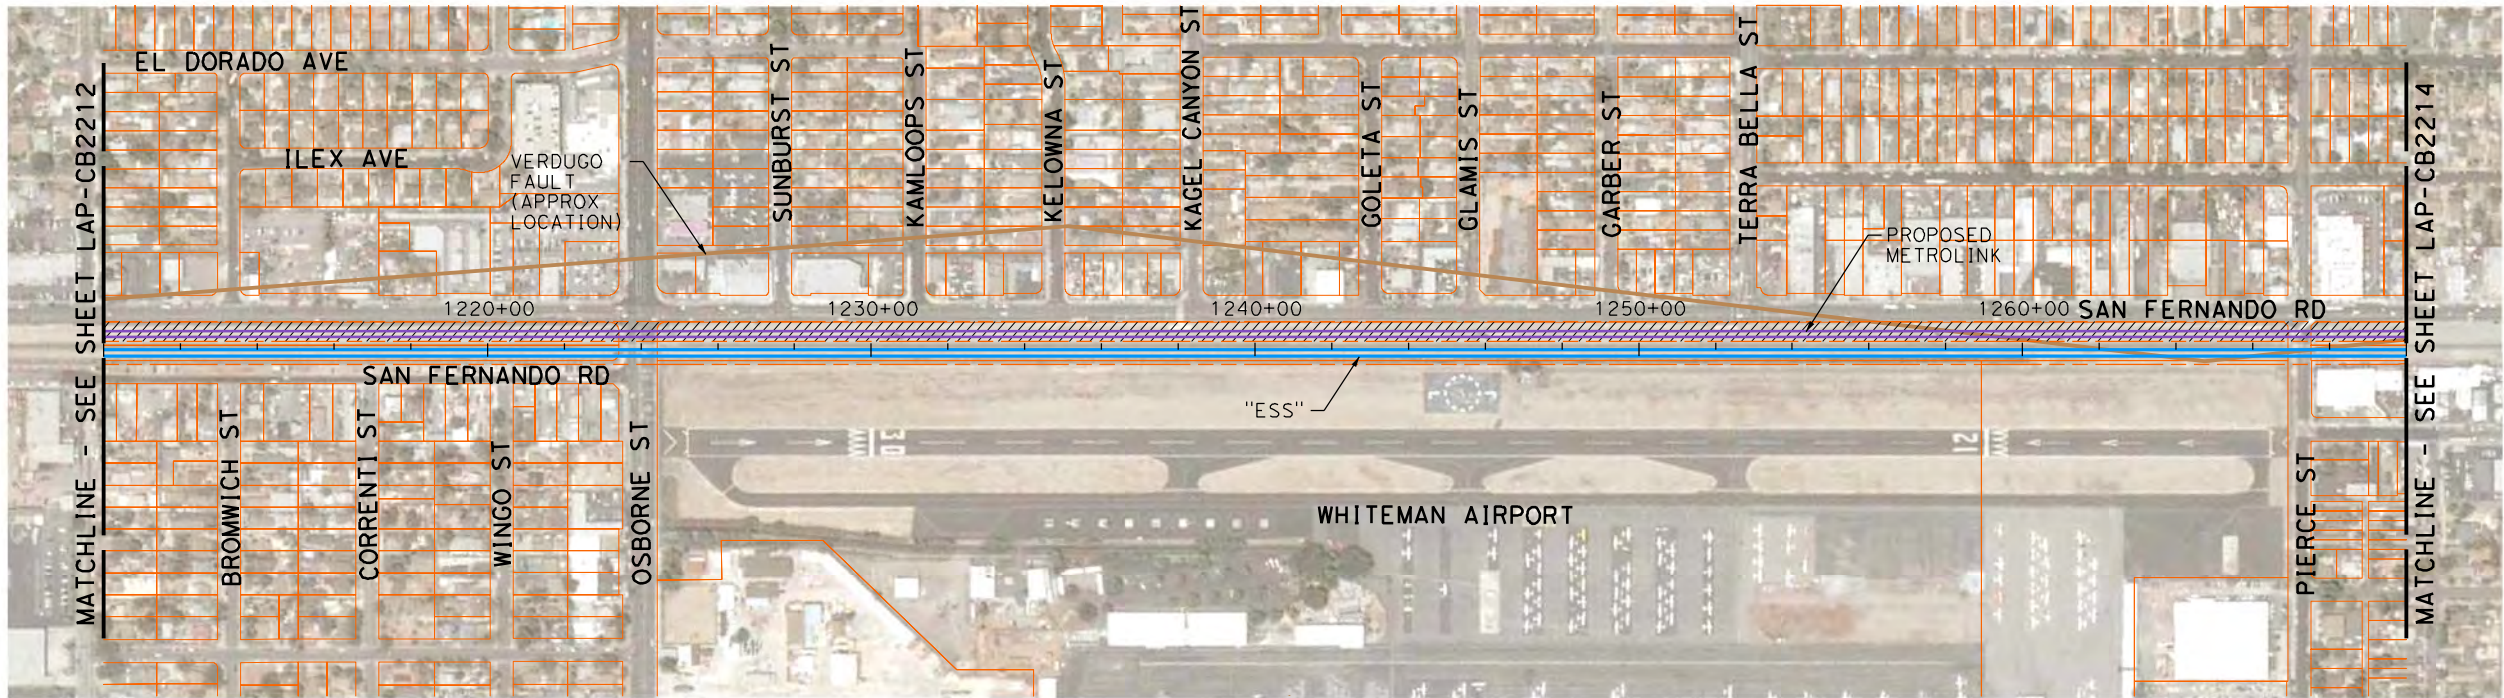 EL DORADO AVE
ILEX AVE
VERDUGO
FAULT
(APPROX
LOCATION)
SUNBURST ST
KAMLOOPS ST
KELOWNA ST
KAGEL CANYON ST
GOLETA ST
GLAMIS ST
GARBER ST
TERRA BELLA ST
PROPOSED
METROLINK
1220+00
1230+00
1240+00
1250+00
1260+00
SAN FERNANDO RD
SAN FERNANDO RD
"ESS"
30
12
WHITEMAN AIRPORT
BROMWICH ST
CORRENTI ST
WINGO ST
OSBORNE ST
PIERCE ST
MATCHLINE - SEE SHEET LAP-CB2212
MATCHLINE - SEE SHEET LAP-CB2214